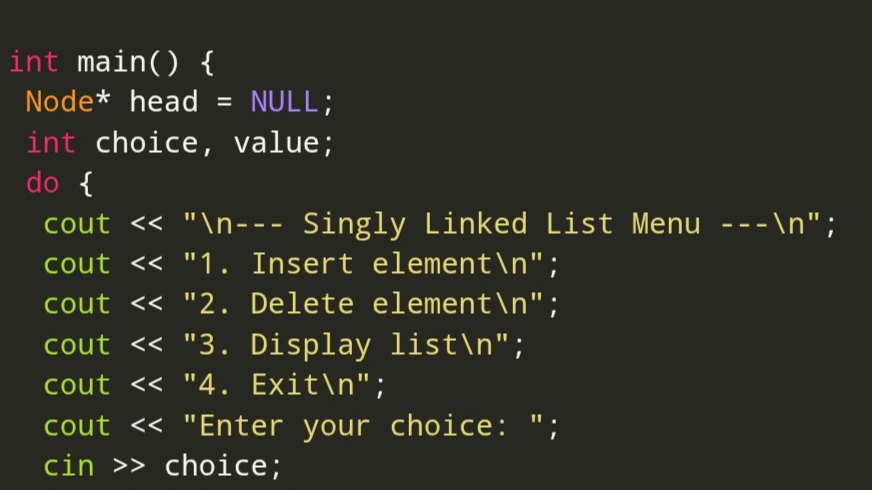 int main() {
 Node* head = NULL;
 int choice, value;
 do {
  cout << "\n--- Singly Linked List Menu ---\n";
  cout << "1. Insert element\n";
  cout << "2. Delete element\n";
  cout << "3. Display list\n";
  cout << "4. Exit\n";
  cout << "Enter your choice: ";
  cin >> choice;